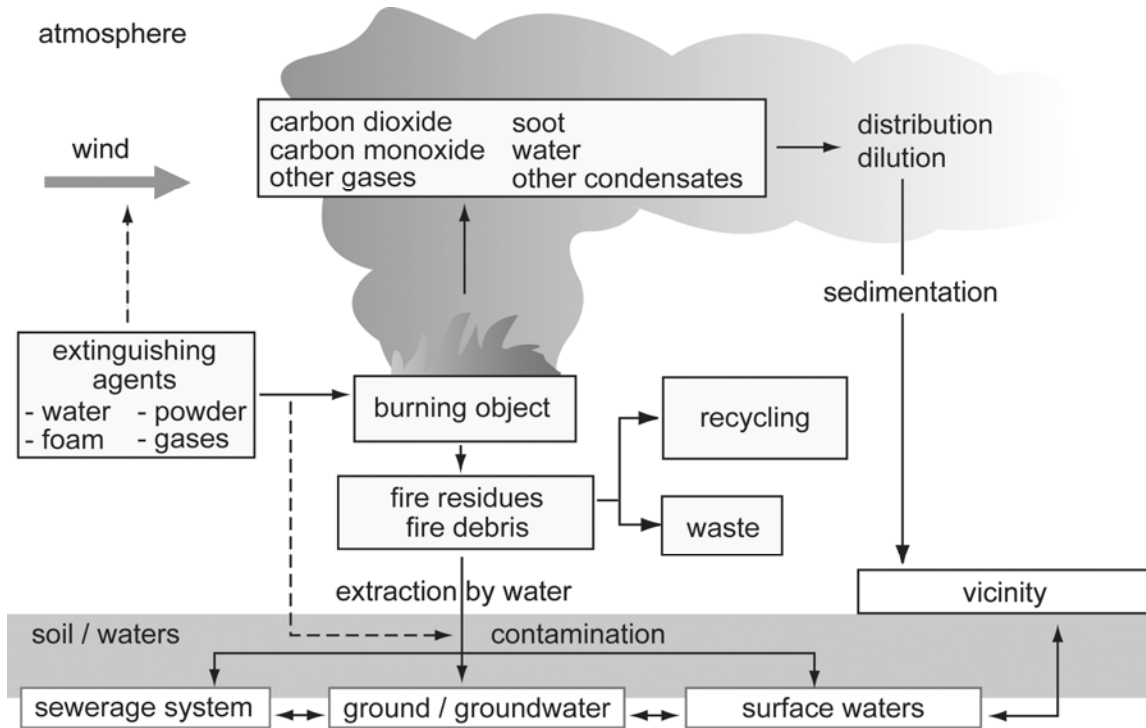 atmosphere
wind
carbon dioxide soot
carbon monoxide water
other gases other condensates
distribution
dilution
sedimentation
extinguishing
agents
- water - powder
- foam - gases
burning object
recycling
fire residues
fire debris
waste
extraction by water
vicinity
soil / waters
contamination
sewerage system
ground / groundwater
surface waters